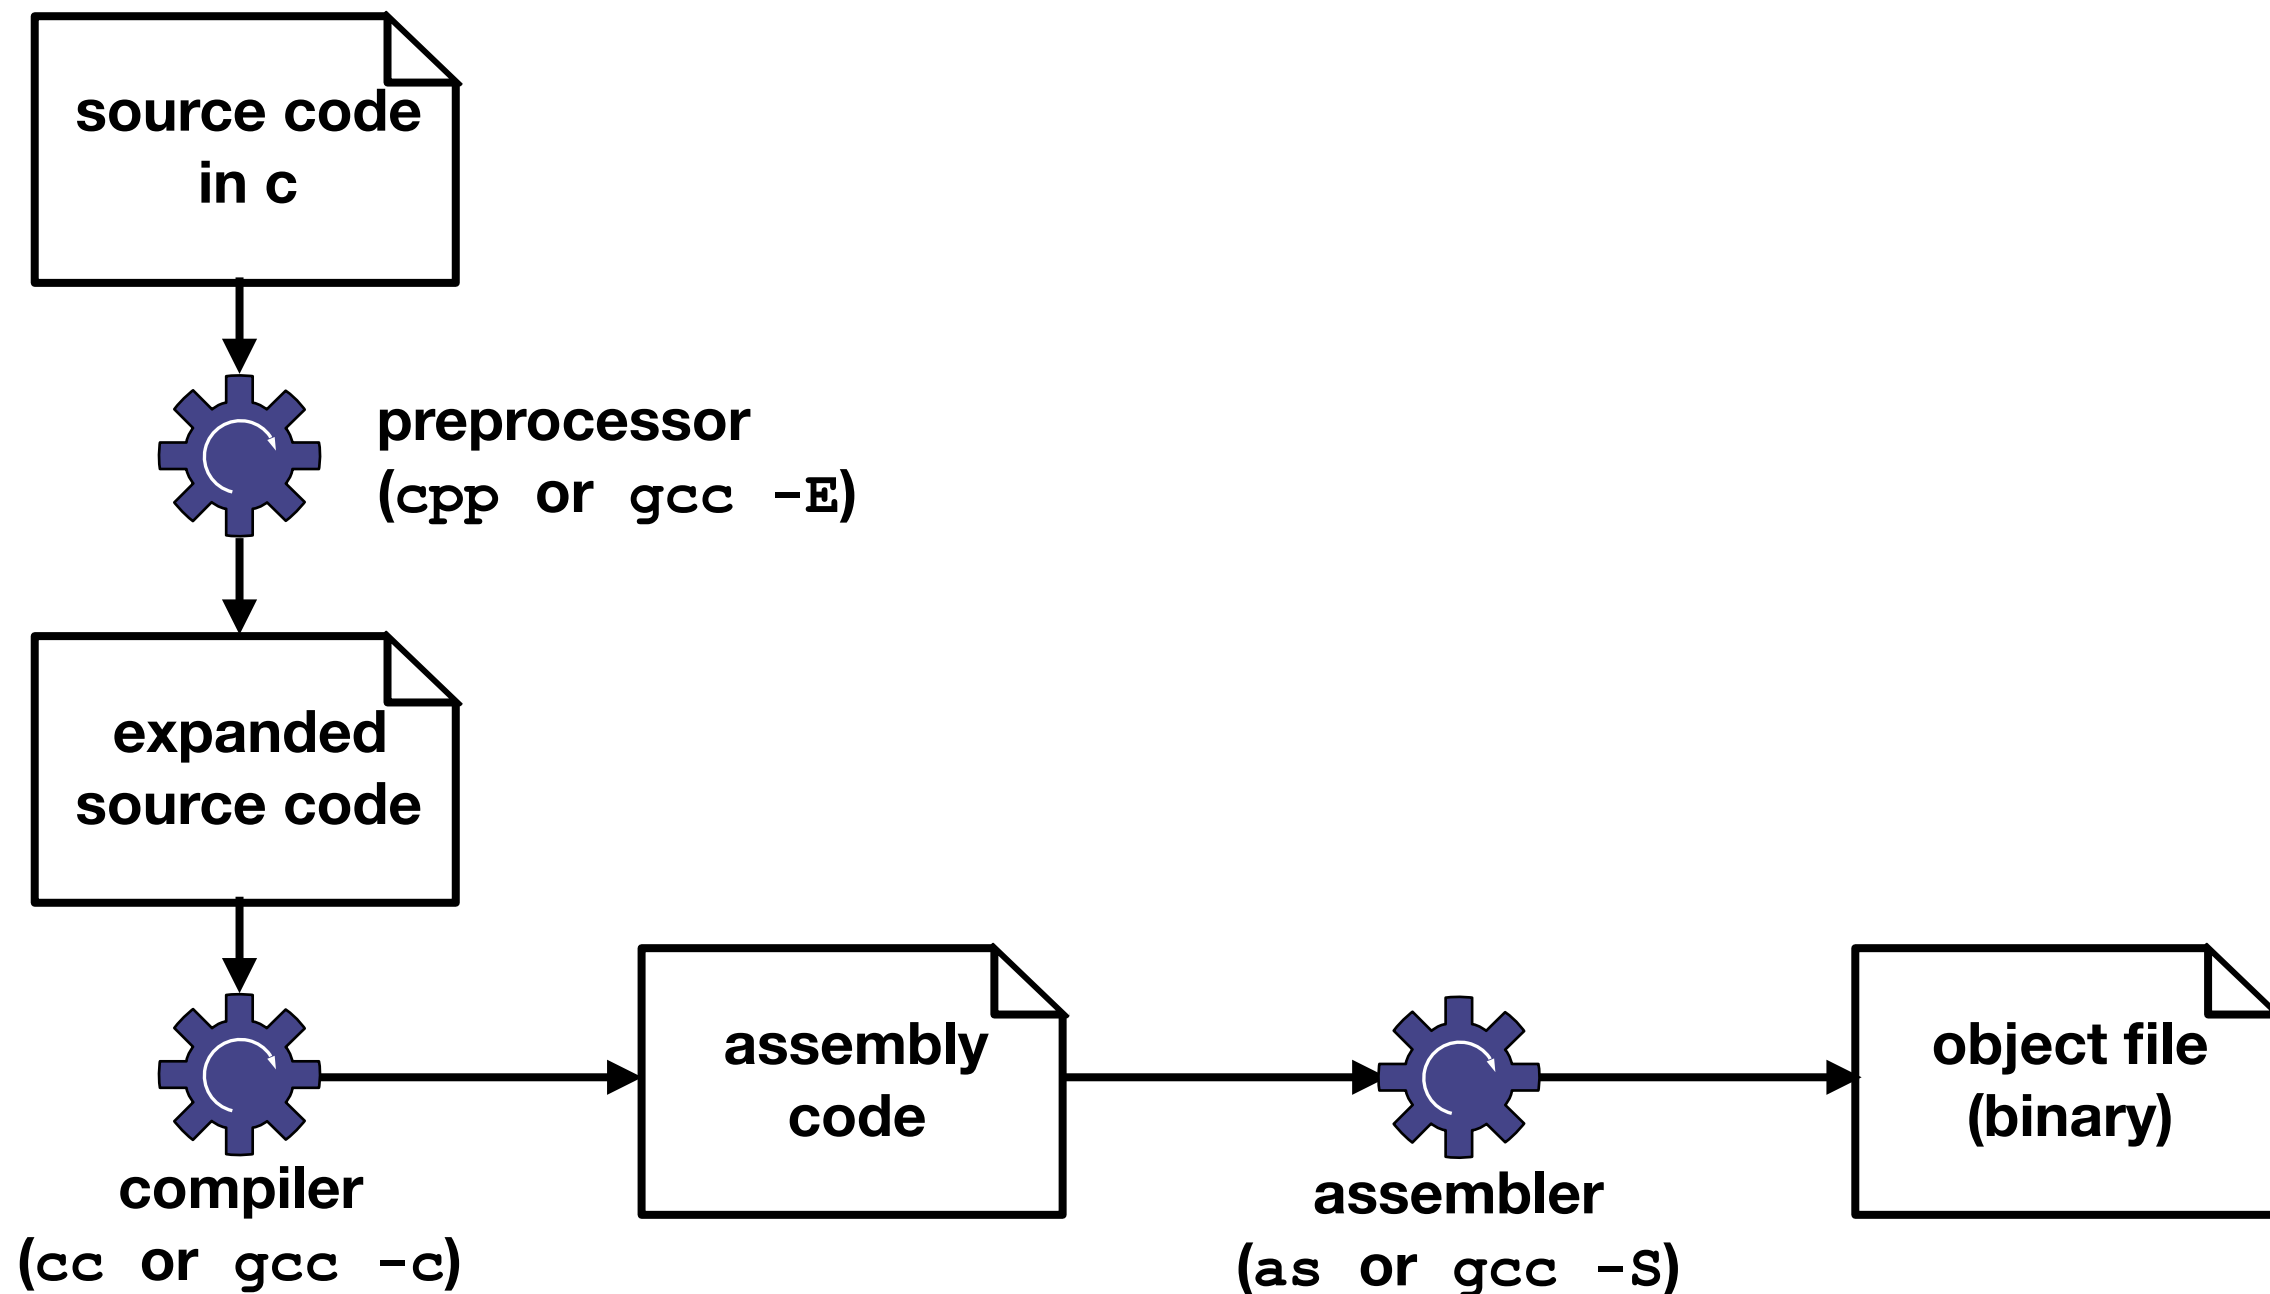 source code
in c
preprocessor
(cpp or gcc -E)
expanded
source code
compiler
(cc or gcc -c)
assembly
code
assembler
(as or gcc -S)
object file
(binary)